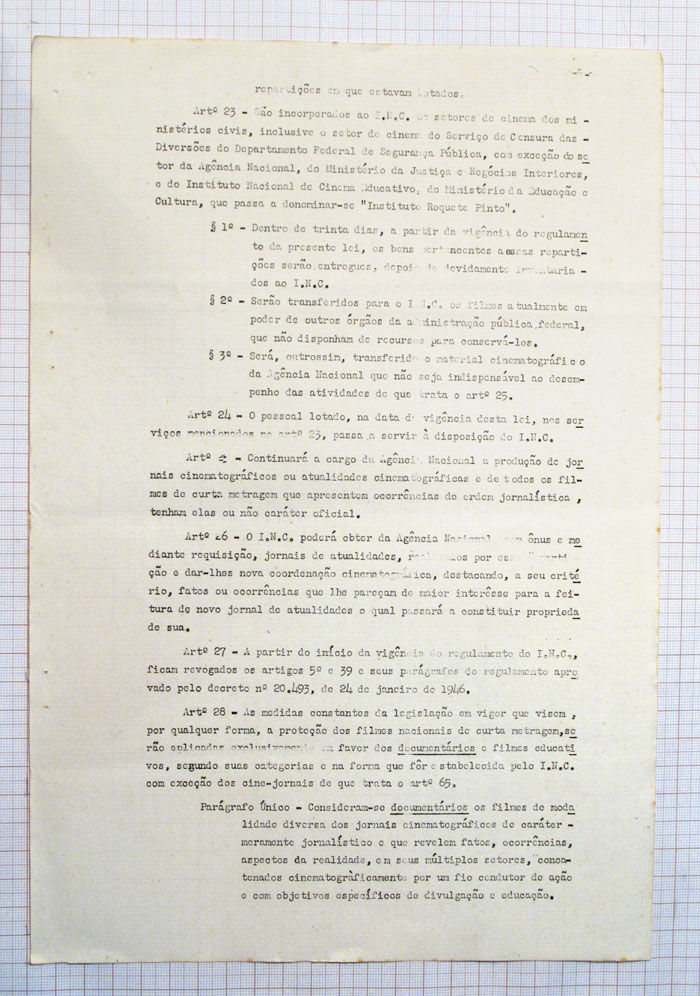 repartições em que estavam lotados.
Artº 23 - São incorporados ao I.N.C. os setores de cinema dos mi -
nistérios civis, inclusive o setor de cinema do Serviço de Censura das -
Diversões do Departamento Federal de Segurança Pública, com exceção do se
tor da Agência Nacional, do Ministério da Justiça e Negócios Interiores,
e do Instituto Nacional de Cinema Educativo, do Ministério da Educação e
Cultura, que passa a denominar-se "Instituto Roquete Pinto".
§ 1º - Dentro de trinta dias, a partir da vigência do regulamen
to da presente lei, os bens pertencentes a essas reparti-
ções serão entregues, depois de devidamente inventaria -
dos ao I.N.C.
§ 2º - Serão transferidos para o I.N.C. os filmes atualmente em
poder de outros órgãos da administração pública federal,
que não disponham de recursos para conservá-los.
§ 3º - Será, outrossim, transferido o material cinematográfico
da Agência Nacional que não seja indispensável ao desem-
penho das atividades de que trata o artº 25.
Artº 24 - O pessoal lotado, na data da vigência desta lei, nos ser
viços mencionados no artº 23, passa a servir à disposição do I.N.C.
Artº - Continuará a cargo da Agência Nacional a produção de jor
nais cinematográficos ou atualidades cinematográficas e de todos os fil-
mes de curta metragem que apresentem ocorrências de ordem jornalística ,
tenham elas ou não caráter oficial.
Artº 26 - O I.N.C. poderá obter da Agência Nacional sem ônus e me
diante requisição, jornais de atualidades, por
ção e dar-lhes nova coordenação cinematográfica, destacando, a seu crité
rio, fatos ou ocorrências que lhe pareçam de maior interêsse para a fei-
tura de novo jornal de atualidades o qual passará a constituir proprieda
de sua.
Artº 27 - A partir do início da vigência do regulamento do I.N.C.,
ficam revogados os artigos 5º e 39 e seus parágrafos do regulamento apro
vado pelo decreto nº 20.493, de 24 de janeiro de 1946.
Artº 28 - As medidas constantes da legislação em vigor que visem ,
por qualquer forma, a proteção dos filmes nacionais de curta metragem, se
rão aplicadas exclusivamente em favor dos documentários e filmes educati
vos, segundo suas categorias e na forma que fôr estabelecida pelo I.N.C.
com exceção dos cine-jornais de que trata o artº 65.
Parágrafo Único - Consideram-se documentários os filmes de moda
lidade diversa dos jornais cinematográficos de caráter -
meramente jornalístico e que revelem fatos, ocorrências,
aspectos da realidade, em seus múltiplos setores, conca-
tenados cinematogràficamente por um fio condutor de ação
e com objetivos específicos de divulgação e educação.